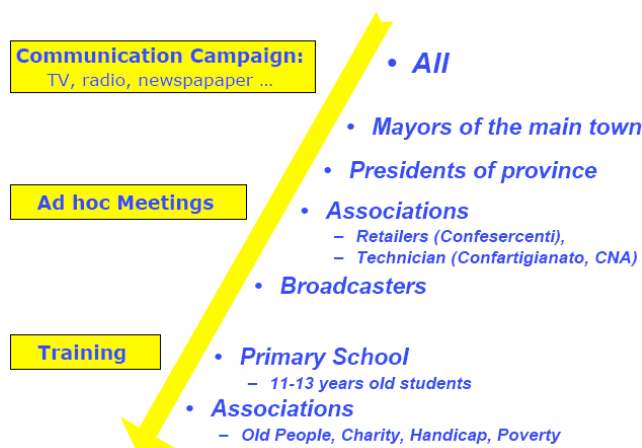 Communication Campaign:
TV, radio, newspapaper ...
• All
• Mayors of the main town
• Presidents of province
Ad hoc Meetings
• Associations
– Retailers (Confesercenti),
– Technician (Confartigianato, CNA)
• Broadcasters
Training
• Primary School
– 11-13 years old students
• Associations
– Old People, Charity, Handicap, Poverty